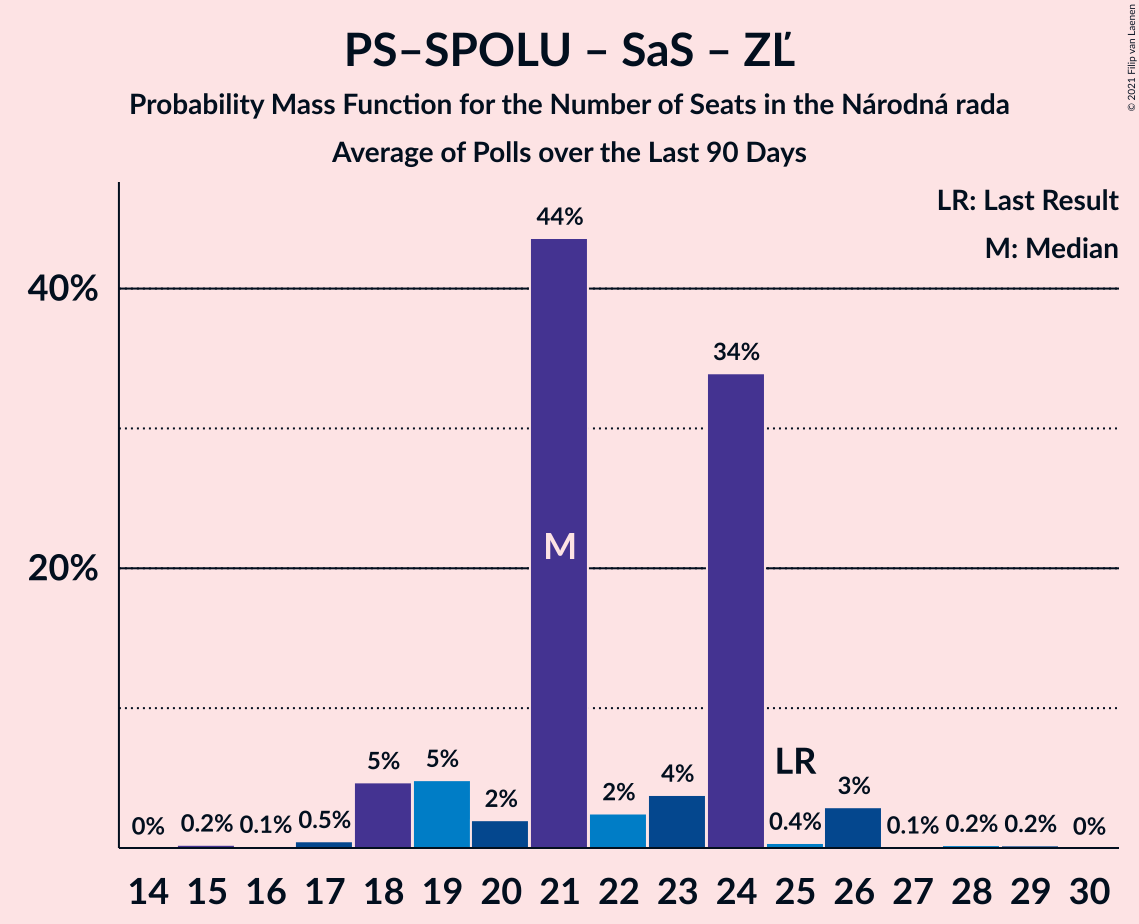 PS–SPOLU – SaS – ZĽ
Probability Mass Function for the Number of Seats in the Národná rada
Average of Polls over the Last 90 Days
© 2021 Filip van Laenen
LR: Last Result
M: Median
40%
20%
0%
0.2%
0.1%
0.5%
5%
5%
2%
44%
2%
4%
34%
0.4%
3%
0.1%
0.2%
0.2%
0%
M
LR
14 15 16 17 18 19 20 21 22 23 24 25 26 27 28 29 30